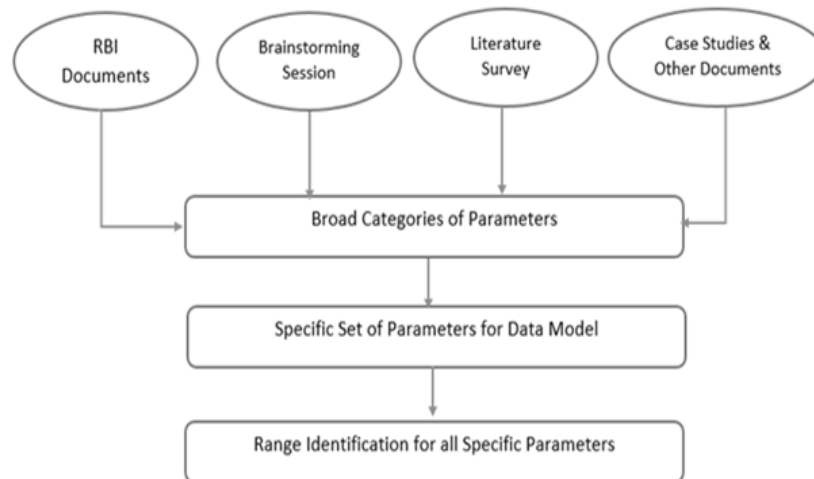 RBI
Documents
Brainstorming
Session
Literature
Survey
Case Studies &
Other Documents
Broad Categories of Parameters
Specific Set of Parameters for Data Model
Range Identification for all Specific Parameters